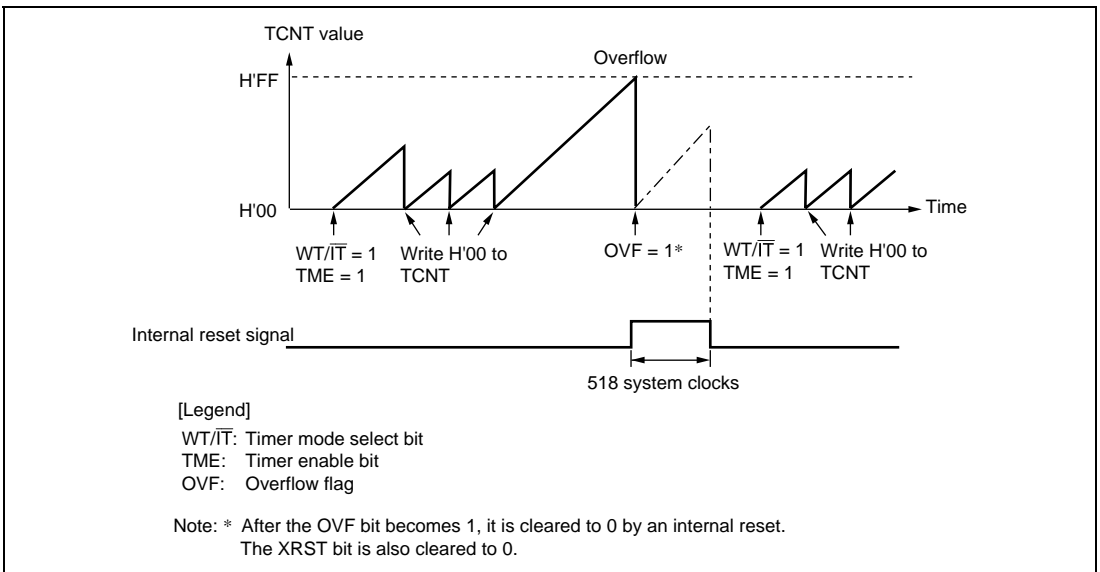 TCNT value
Overflow
H'FF
H'00
Time
WT/IT̅ = 1
TME = 1
Write H'00 to
TCNT
OVF = 1*
WT/IT̅ = 1
TME = 1
Write H'00 to
TCNT
Internal reset signal
518 system clocks
[Legend]
WT/IT̅: Timer mode select bit
TME: Timer enable bit
OVF: Overflow flag
Note: * After the OVF bit becomes 1, it is cleared to 0 by an internal reset.
The XRST bit is also cleared to 0.